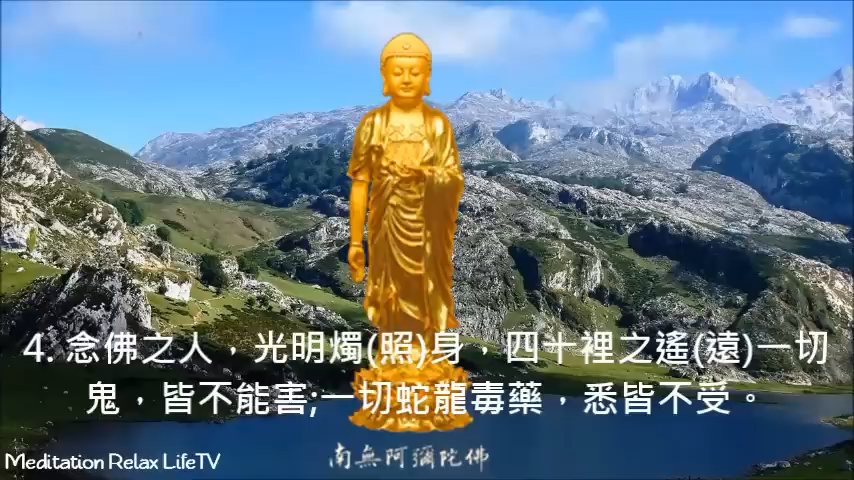 4. 念佛之人，光明燭(照)身，四十裡之遙(遠)一切
鬼，皆不能害;一切蛇龍毒藥，悉皆不受。
Meditation Relax LifeTV
南無阿彌陀佛